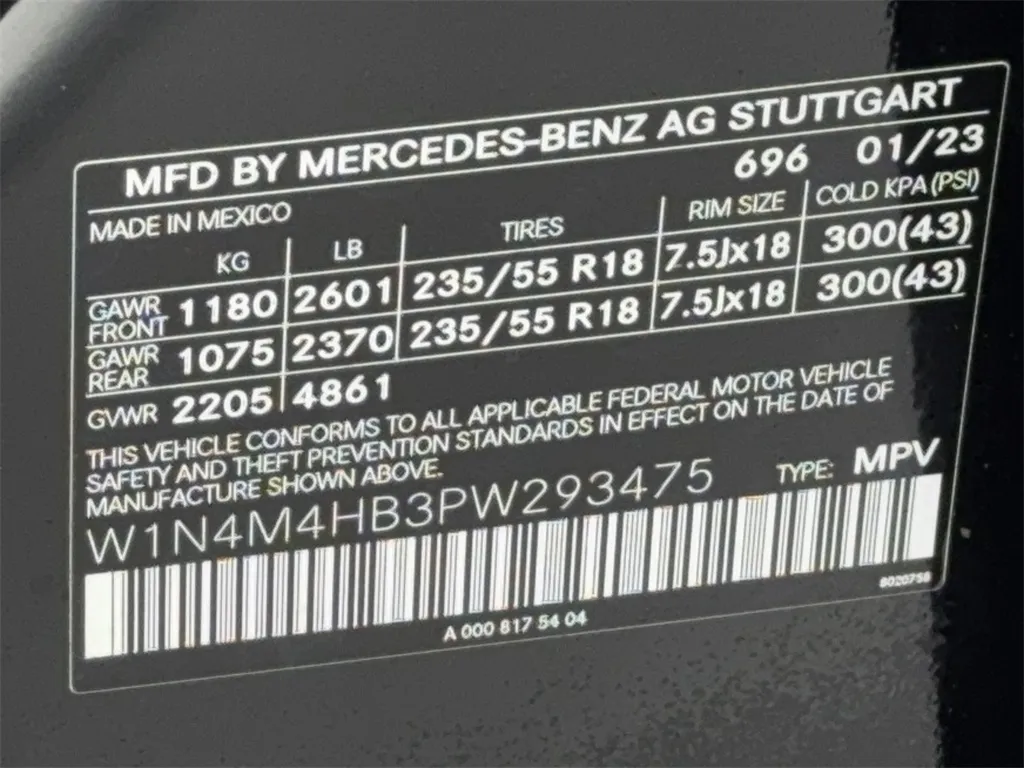 MFD BY MERCEDES-BENZ AG STUTTGART
696 01/23
MADE IN MEXICO
KG LB TIRES RIM SIZE COLD KPA (PSI)
GAWR FRONT 1180 2601 235/55 R18 7.5Jx18 300(43)
GAWR REAR 1075 2370 235/55 R18 7.5Jx18 300(43)
GVWR 2205 4861
THIS VEHICLE CONFORMS TO ALL APPLICABLE FEDERAL MOTOR VEHICLE
SAFETY AND THEFT PREVENTION STANDARDS IN EFFECT ON THE DATE OF
MANUFACTURE SHOWN ABOVE.
W1N4M4HB3PW293475 TYPE: MPV
8020758
A 000 817 54 04